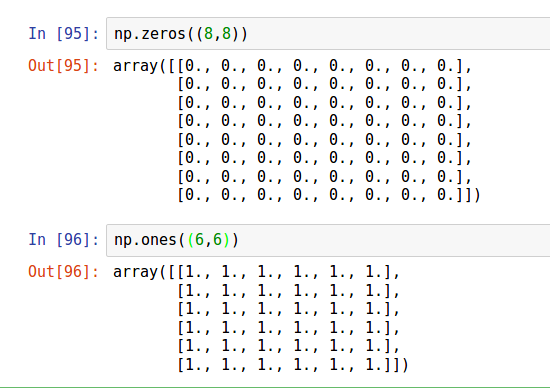 In [95]: np.zeros((8,8))
Out[95]: array([[0., 0., 0., 0., 0., 0., 0., 0.],
[0., 0., 0., 0., 0., 0., 0., 0.],
[0., 0., 0., 0., 0., 0., 0., 0.],
[0., 0., 0., 0., 0., 0., 0., 0.],
[0., 0., 0., 0., 0., 0., 0., 0.],
[0., 0., 0., 0., 0., 0., 0., 0.],
[0., 0., 0., 0., 0., 0., 0., 0.],
[0., 0., 0., 0., 0., 0., 0., 0.]])
In [96]: np.ones((6,6))
Out[96]: array([[1., 1., 1., 1., 1., 1.],
[1., 1., 1., 1., 1., 1.],
[1., 1., 1., 1., 1., 1.],
[1., 1., 1., 1., 1., 1.],
[1., 1., 1., 1., 1., 1.],
[1., 1., 1., 1., 1., 1.]])